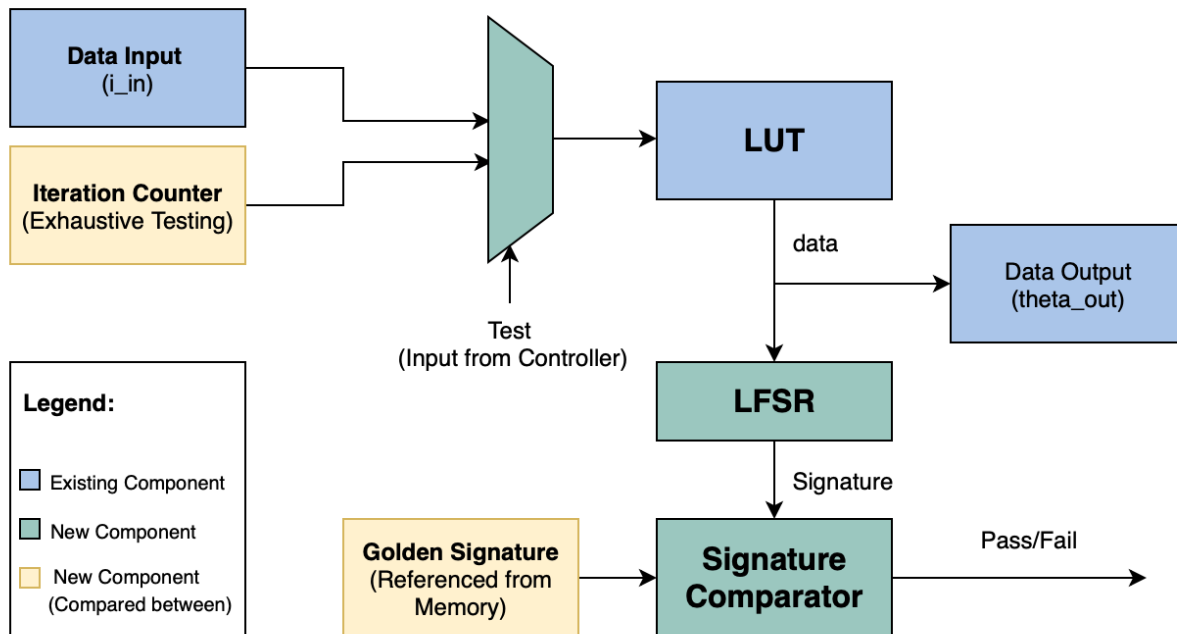 Data Input
(i_in)
Iteration Counter
(Exhaustive Testing)
LUT
data
Data Output
(theta_out)
Test
(Input from Controller)
LFSR
Legend:
Existing Component
New Component
New Component
(Compared between)
Signature
Golden Signature
(Referenced from
Memory)
Signature
Comparator
Pass/Fail